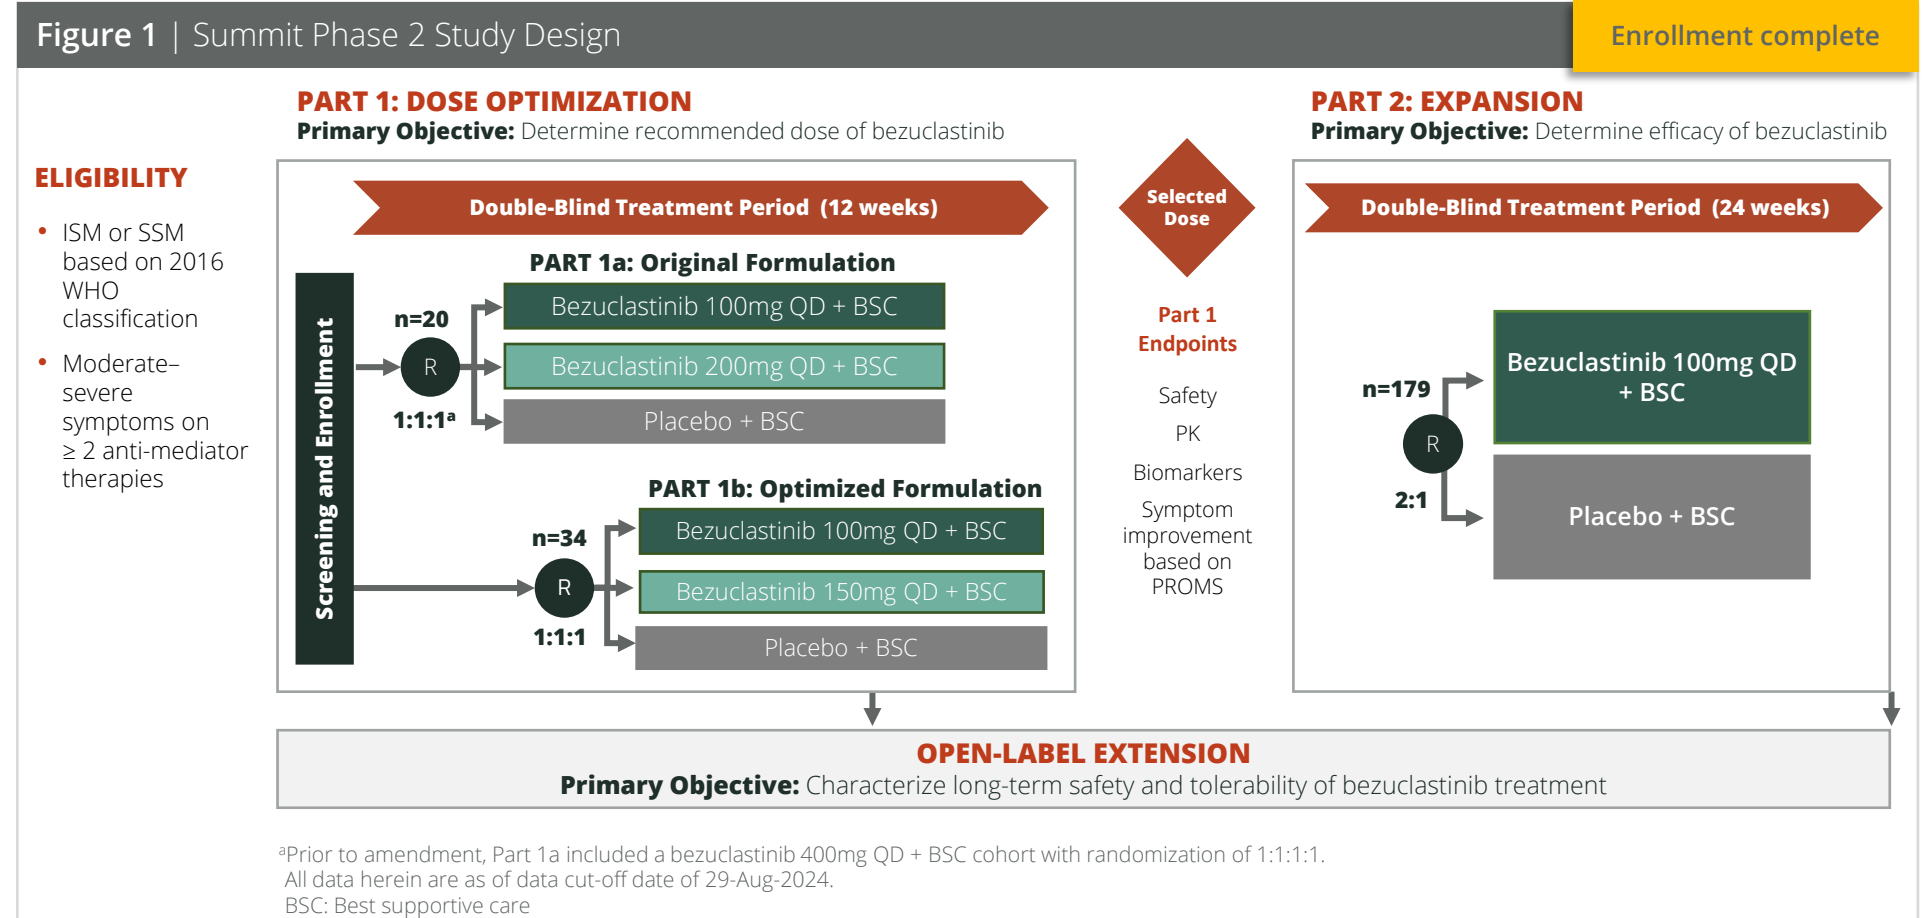 Figure 1 | Summit Phase 2 Study Design
Enrollment complete
ELIGIBILITY
• ISM or SSM
based on 2016
WHO
classification
• Moderate–
severe
symptoms on
≥ 2 anti-mediator
therapies
PART 1: DOSE OPTIMIZATION
Primary Objective: Determine recommended dose of bezuclastinib
Double-Blind Treatment Period (12 weeks)
Screening and Enrollment
PART 1a: Original Formulation
n=20
R
1:1:1ᵃ
Bezuclastinib 100mg QD + BSC
Bezuclastinib 200mg QD + BSC
Placebo + BSC
PART 1b: Optimized Formulation
n=34
R
1:1:1
Bezuclastinib 100mg QD + BSC
Bezuclastinib 150mg QD + BSC
Placebo + BSC
Selected
Dose
Part 1
Endpoints
Safety
PK
Biomarkers
Symptom
improvement
based on
PROMS
PART 2: EXPANSION
Primary Objective: Determine efficacy of bezuclastinib
Double-Blind Treatment Period (24 weeks)
n=179
R
2:1
Bezuclastinib 100mg QD
+ BSC
Placebo + BSC
OPEN-LABEL EXTENSION
Primary Objective: Characterize long-term safety and tolerability of bezuclastinib treatment
ᵃPrior to amendment, Part 1a included a bezuclastinib 400mg QD + BSC cohort with randomization of 1:1:1:1.
All data herein are as of data cut-off date of 29-Aug-2024.
BSC: Best supportive care